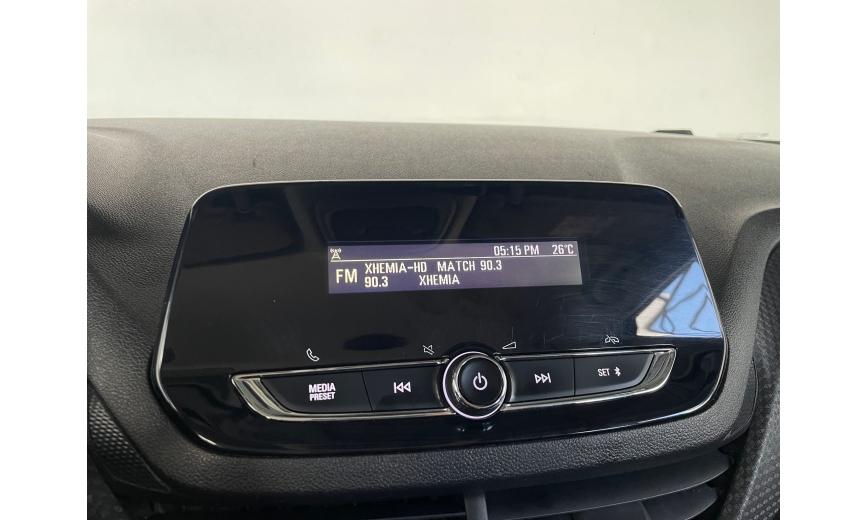 05:15 PM 26°C
FM XHEMIA-HD MATCH 90.3
90.3 XHEMIA
MEDIA
PRESET
SET